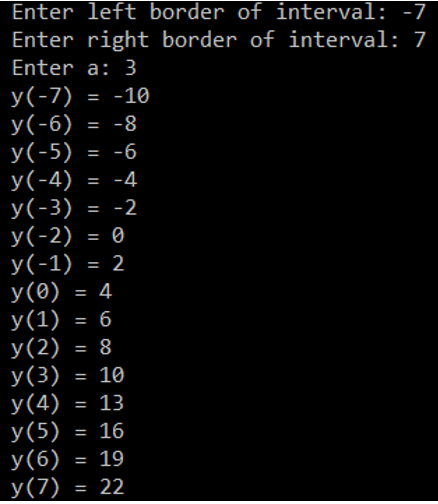 Enter left border of interval: -7
Enter right border of interval: 7
Enter a: 3
y(-7) = -10
y(-6) = -8
y(-5) = -6
y(-4) = -4
y(-3) = -2
y(-2) = 0
y(-1) = 2
y(0) = 4
y(1) = 6
y(2) = 8
y(3) = 10
y(4) = 13
y(5) = 16
y(6) = 19
y(7) = 22